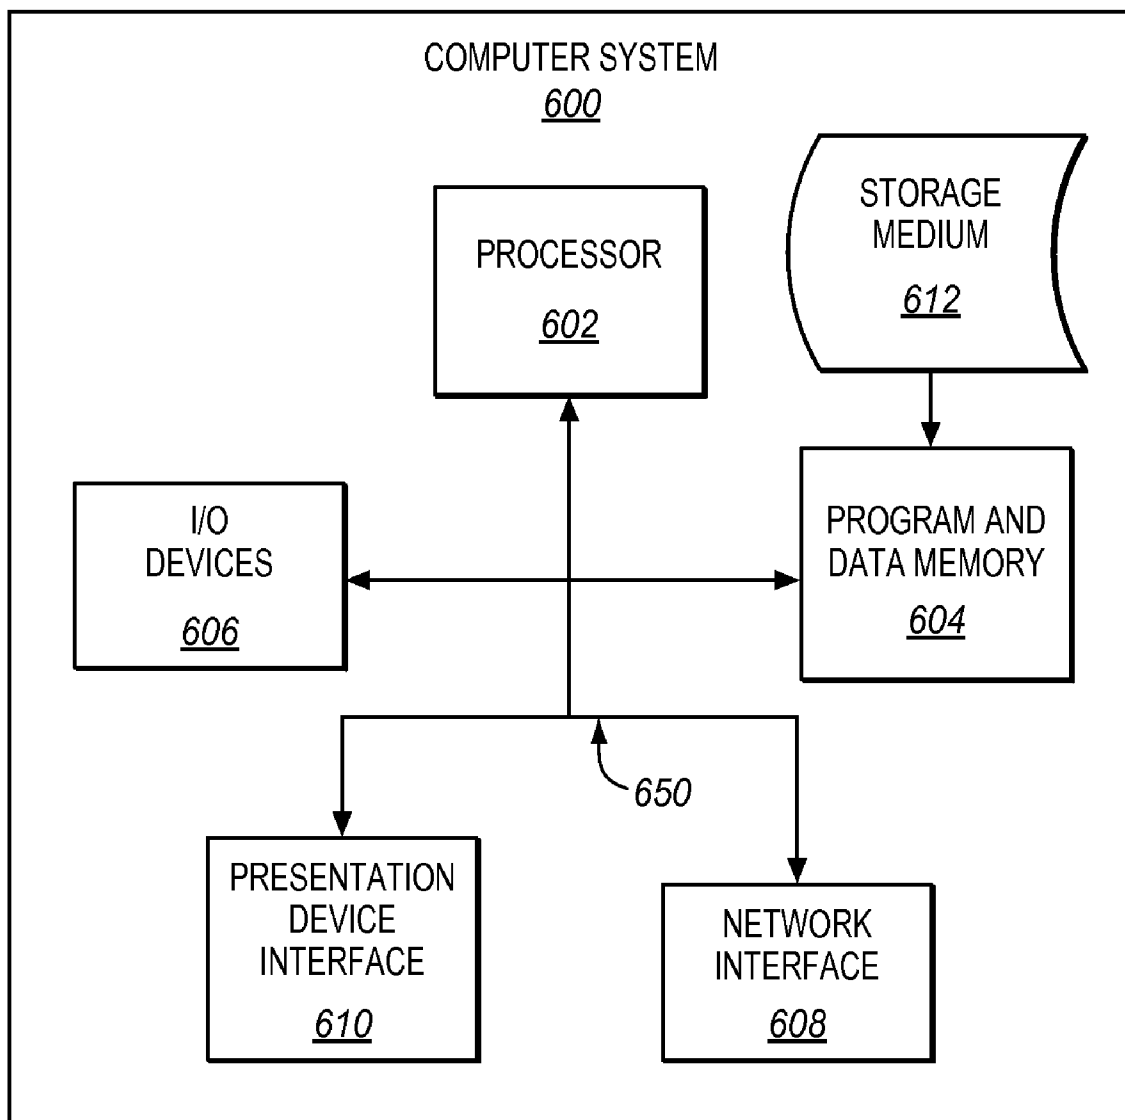 COMPUTER SYSTEM
600
PROCESSOR
602
STORAGE
MEDIUM
612
I/O
DEVICES
606
PROGRAM AND
DATA MEMORY
604
650
PRESENTATION
DEVICE
INTERFACE
610
NETWORK
INTERFACE
608